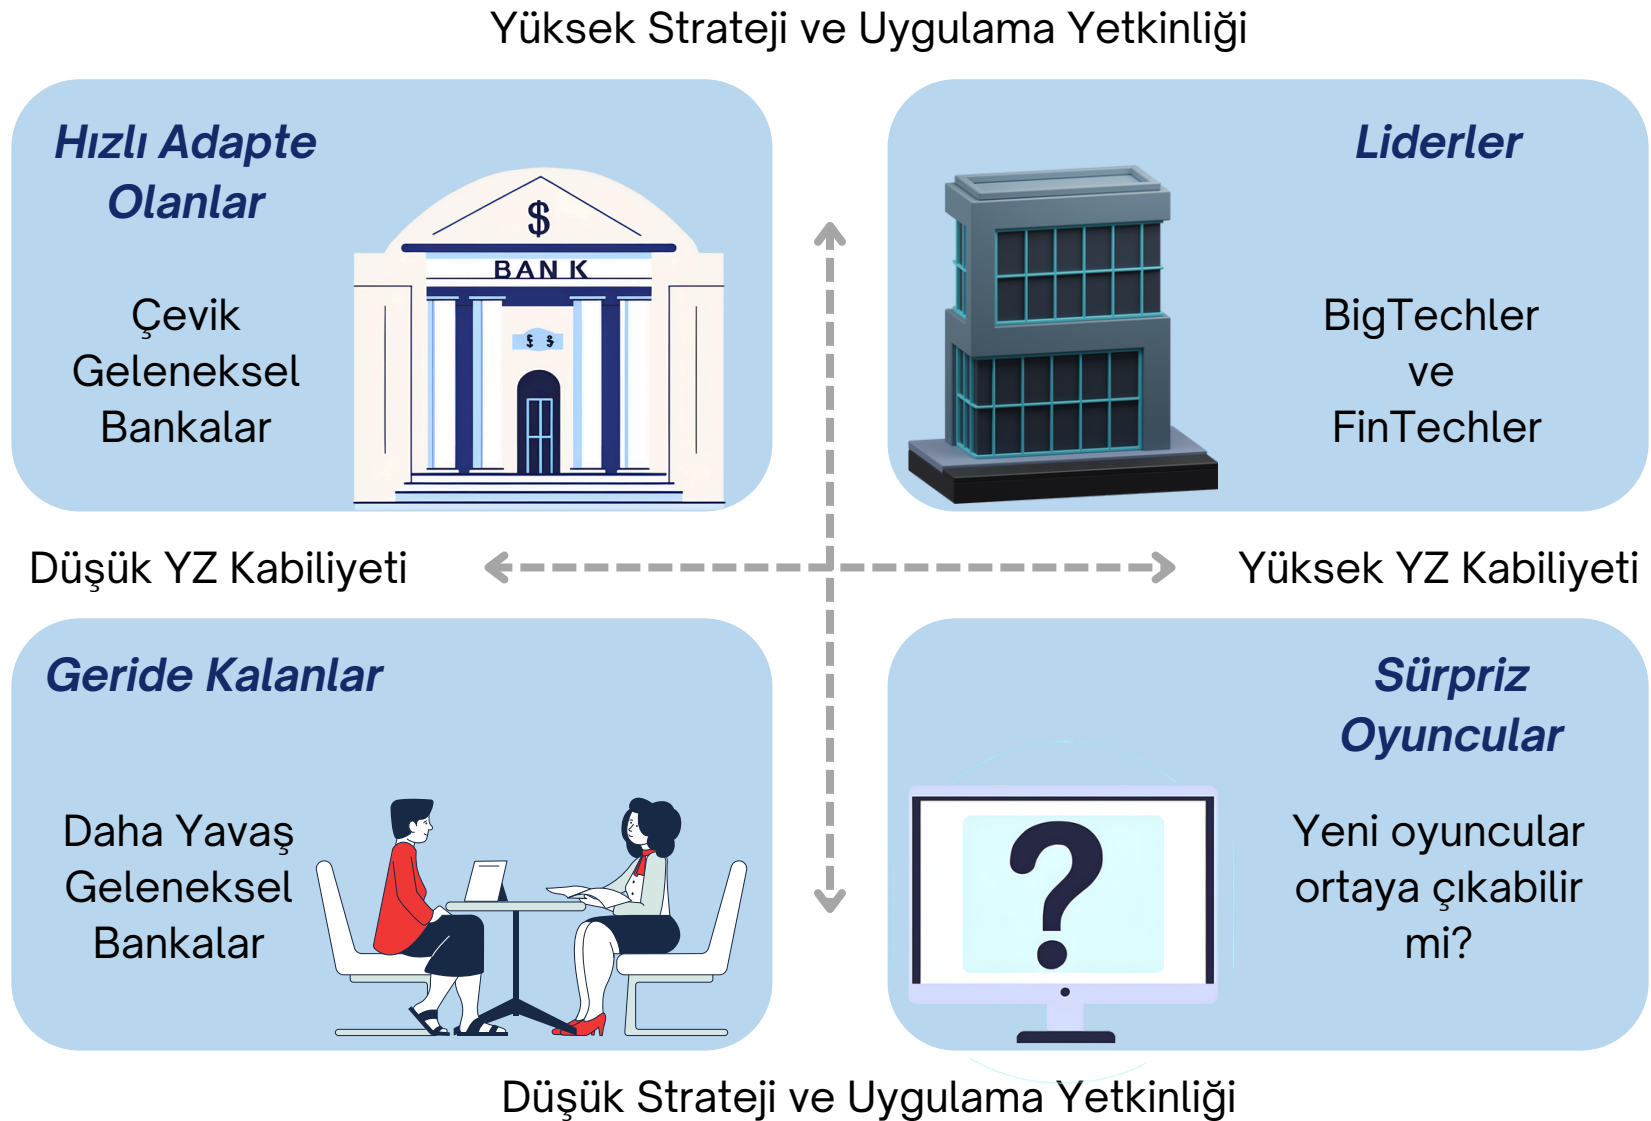 Yüksek Strateji ve Uygulama Yetkinliği
Hızlı Adapte
Olanlar
Çevik
Geleneksel
Bankalar
$
BANK
$ $
Liderler
BigTechler
ve
FinTechler
Düşük YZ Kabiliyeti
Yüksek YZ Kabiliyeti
Geride Kalanlar
Daha Yavaş
Geleneksel
Bankalar
Sürpriz
Oyuncular
Yeni oyuncular
ortaya çıkabilir
mi?
?
Düşük Strateji ve Uygulama Yetkinliği